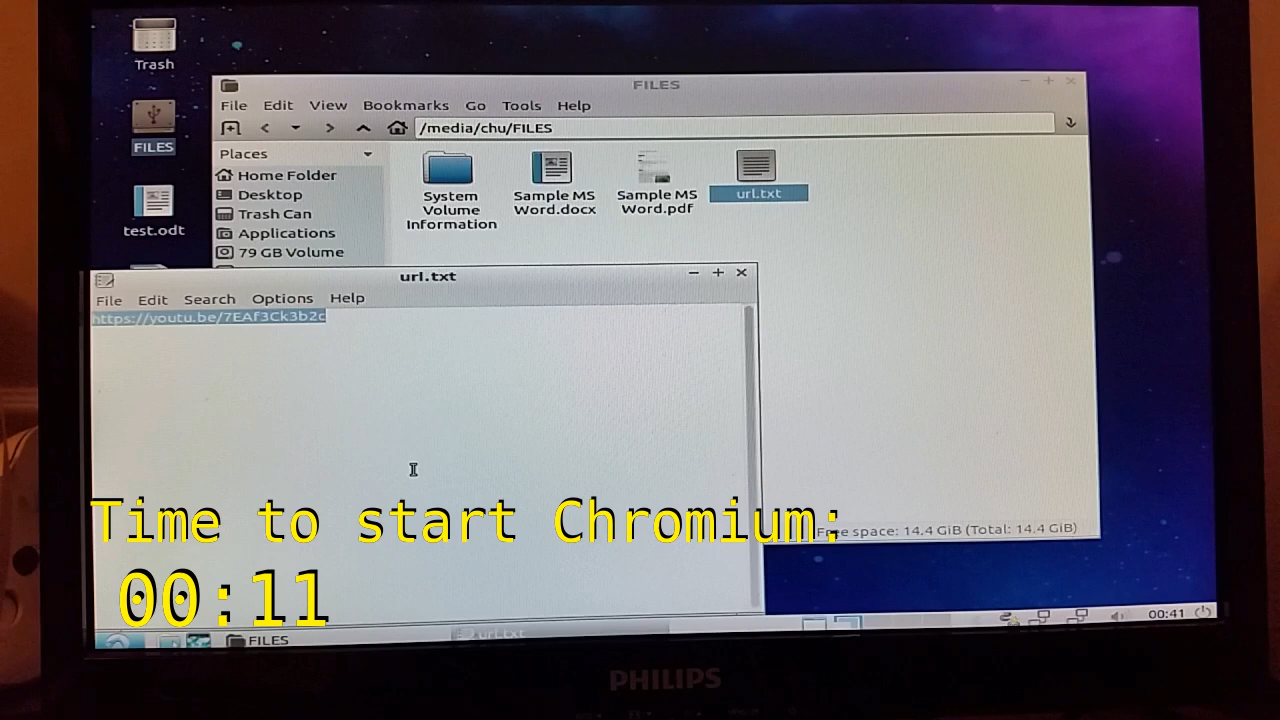 Trash
FILES
File Edit View Bookmarks Go Tools Help
/media/chu/FILES
FILES
Places
Home Folder
Desktop
Trash Can
Applications
79 GB Volume
System
Volume
Information
Sample MS
Word.docx
Sample MS
Word.pdf
url.txt
test.odt
url.txt
File Edit Search Options Help
https://youtu.be/7EAf3Ck3b2c
Time to start Chromium:
00:11
Free space: 14.4 GiB (Total: 14.4 GiB)
FILES
url.txt
00:41
PHILIPS